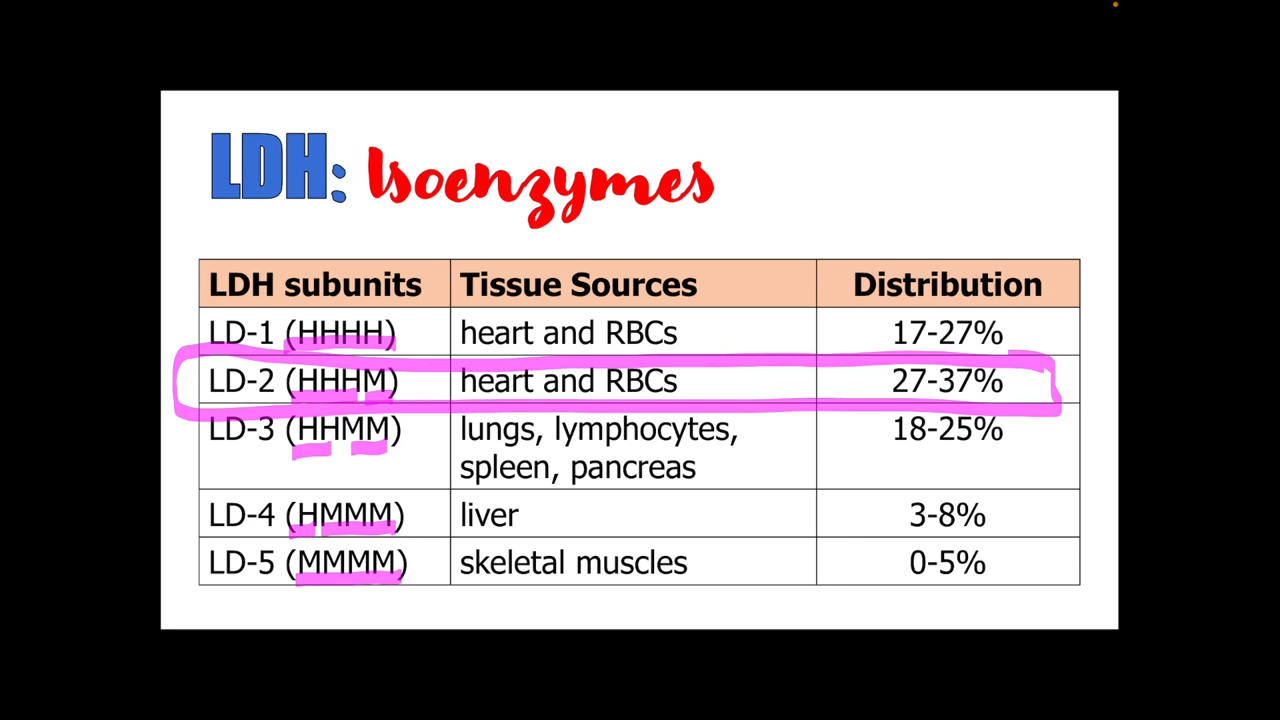 LDH: Isoenzymes
LDH subunits Tissue Sources Distribution
LD-1 (HHHH) heart and RBCs 17-27%
LD-2 (HHHM) heart and RBCs 27-37%
LD-3 (HHMM) lungs, lymphocytes, 18-25%
spleen, pancreas
LD-4 (HMMM) liver 3-8%
LD-5 (MMMM) skeletal muscles 0-5%